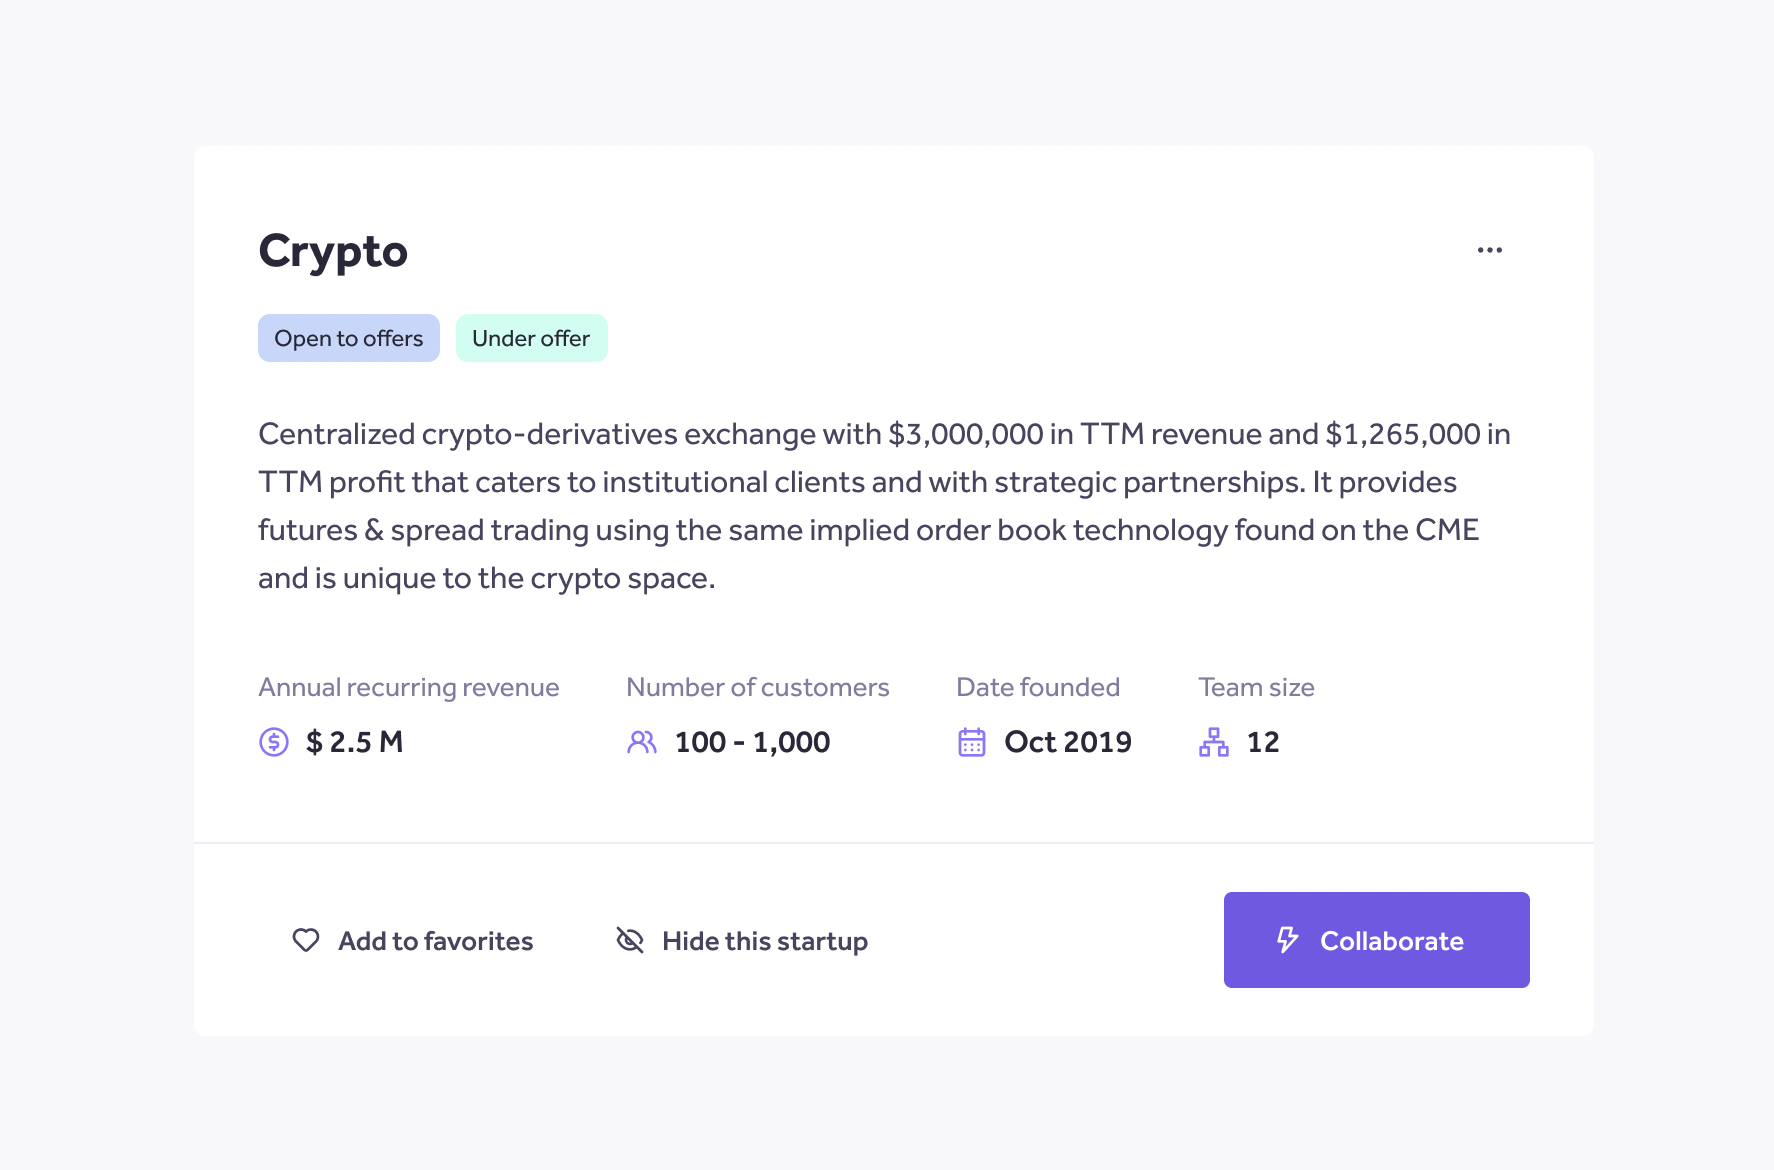 Crypto
Open to offers
Under offer
Centralized crypto-derivatives exchange with $3,000,000 in TTM revenue and $1,265,000 in
TTM profit that caters to institutional clients and with strategic partnerships. It provides
futures & spread trading using the same implied order book technology found on the CME
and is unique to the crypto space.
Annual recurring revenue
$ 2.5 M
Number of customers
100 - 1,000
Date founded
Oct 2019
Team size
12
Add to favorites
Hide this startup
Collaborate